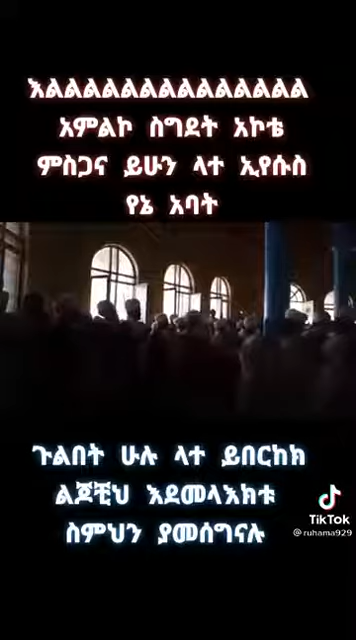 እልልልልልልልልልልልልልል
አምልኮ ስግደት አኮቴ
ምስጋና ይሁን ላተ ኢየሱስ
የኔ አባት
ጉልበት ሁሉ ላተ ይበርከክ
ልጆቺህ እደመላእክቱ
ስምህን ያመሰግናሉ
TikTok
@ruhama929